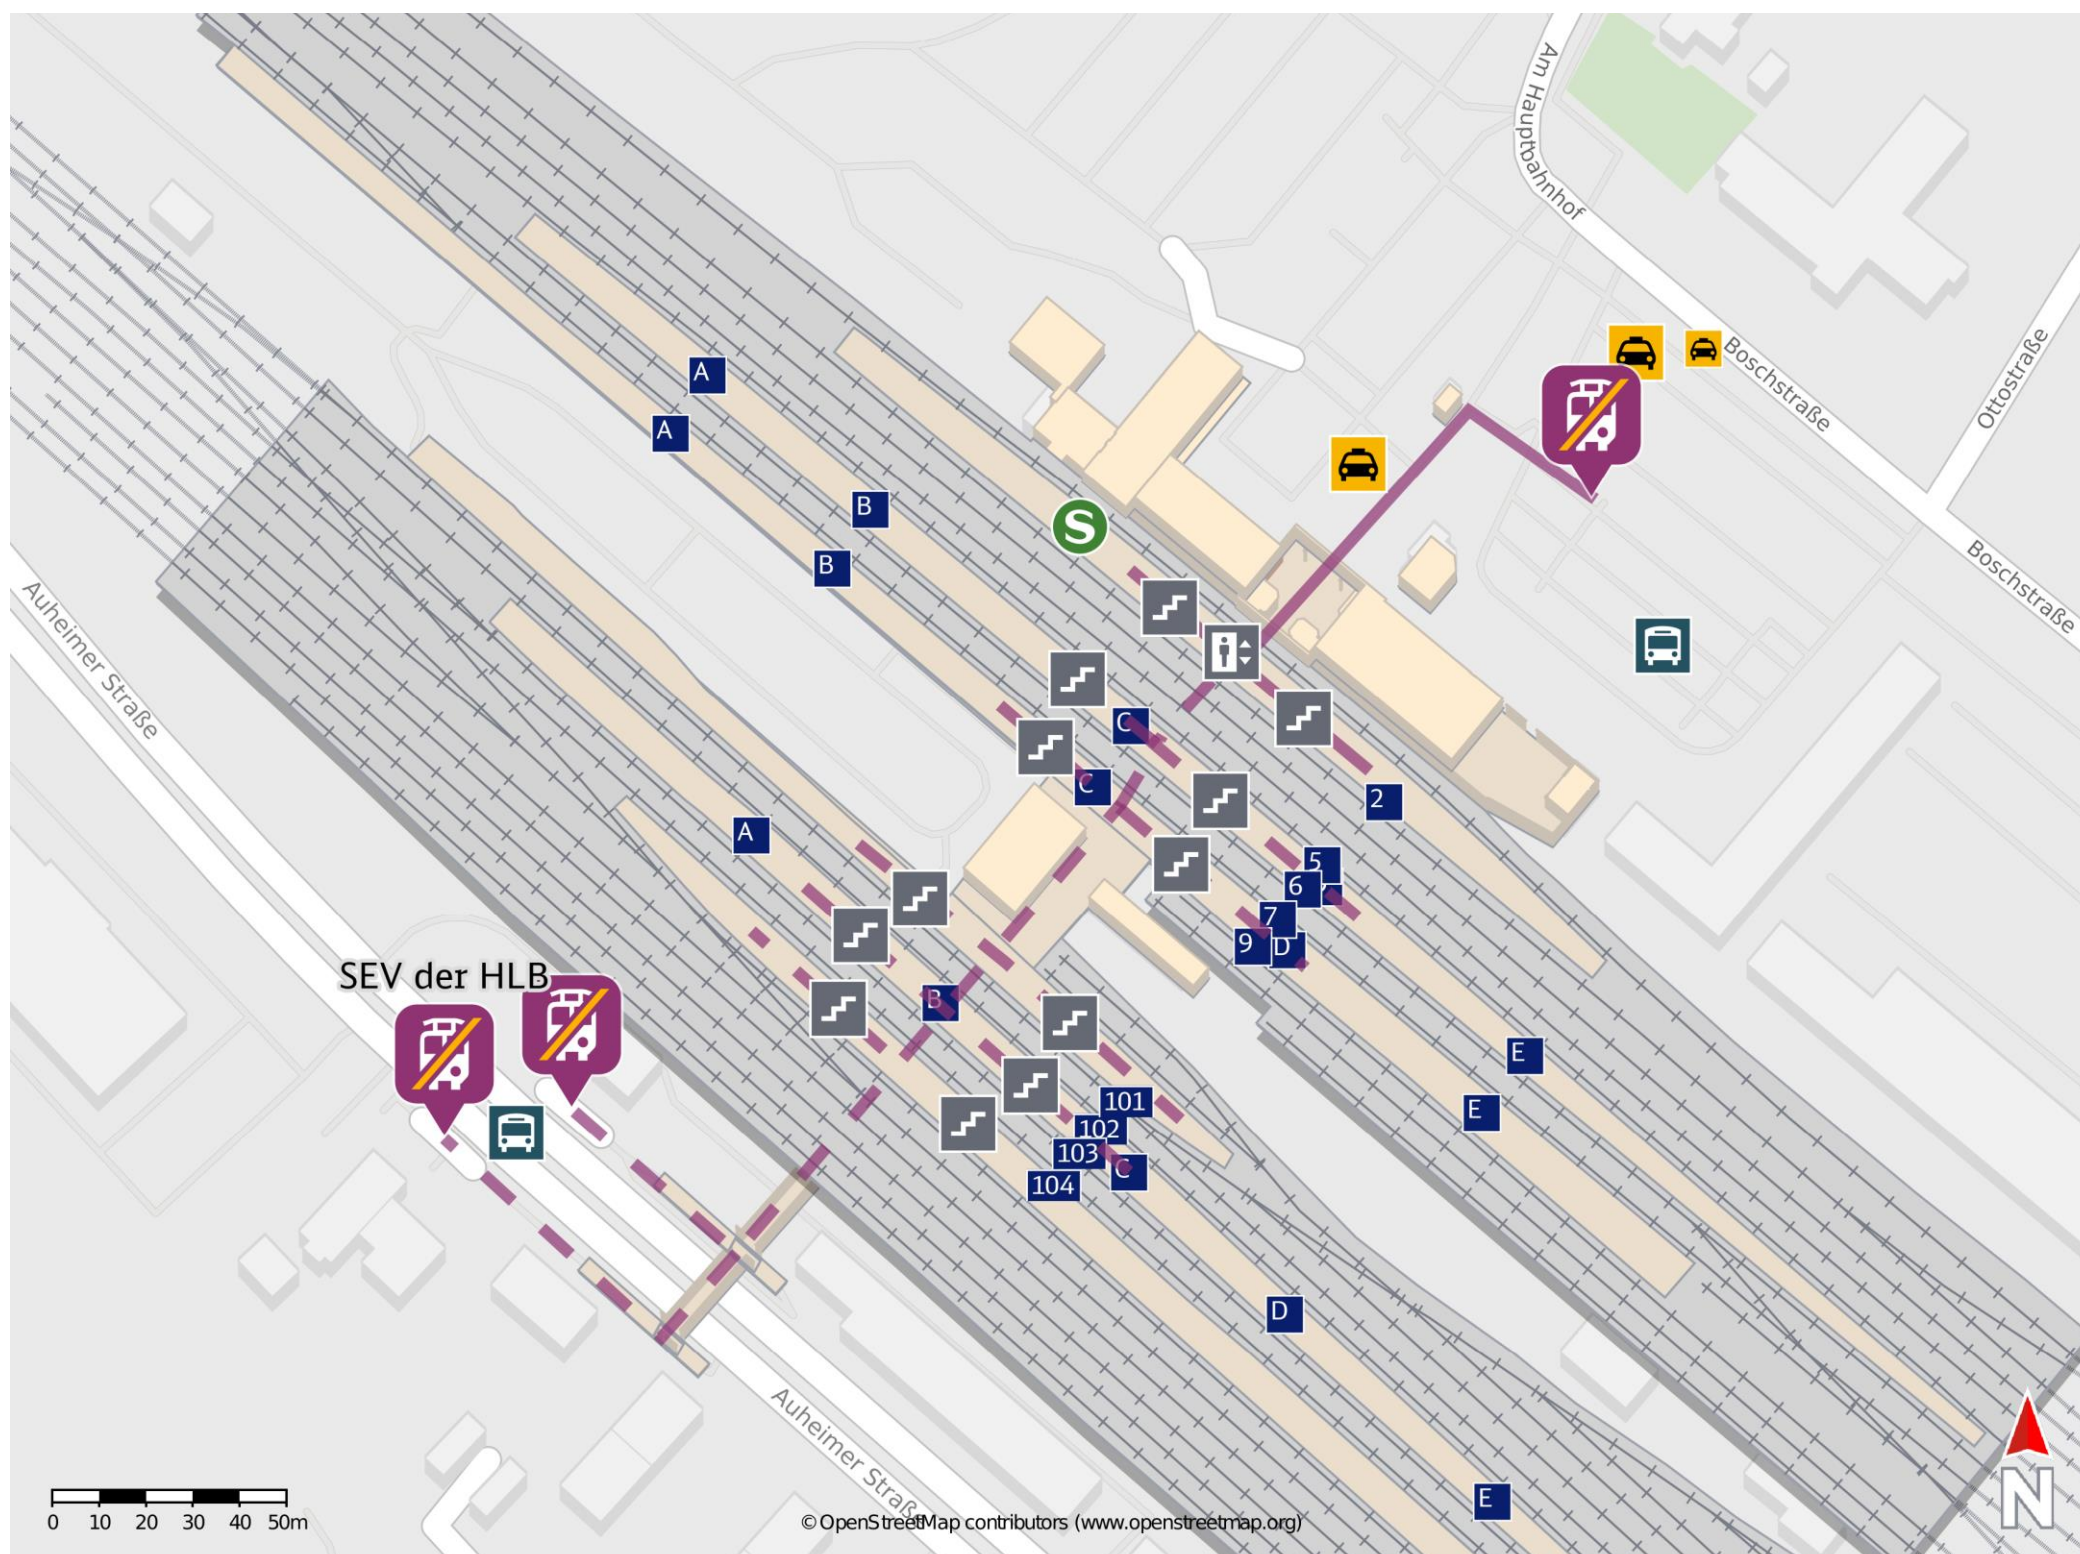 Am Hauptbahnhof
Boschstraße
Ottostraße
Boschstraße
A
A
B
B
S
Auheimer Straße
C
C
2
A
5
6
7
9
D
SEV der HLB
B
E
101
E
102
103
C
104
D
Auheimer Straße
E
N
0 10 20 30 40 50m
© OpenStreetMap contributors (www.openstreetmap.org)